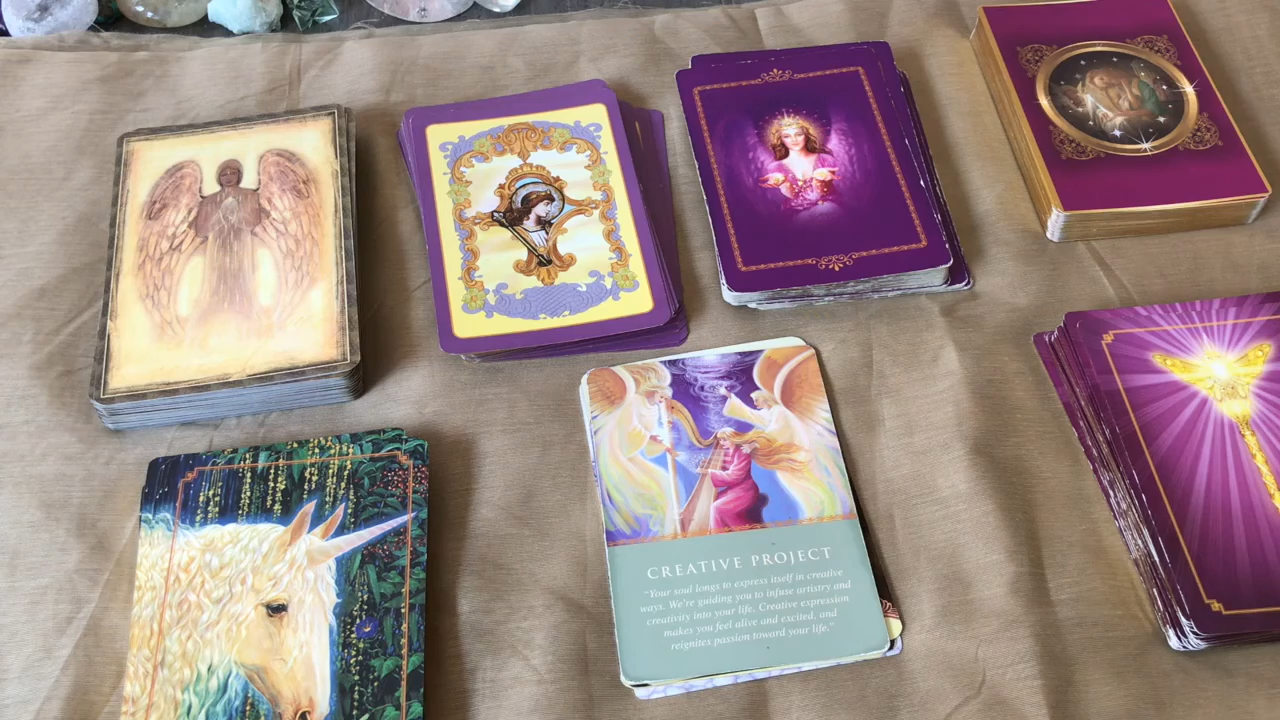 CREATIVE PROJECT
"Your soul longs to express itself in creative
ways. We're guiding you to infuse artistry and
creativity into your life. Creative expression
makes you feel alive and excited, and
reignites passion toward your life."